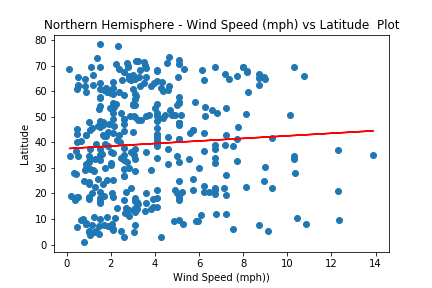 Northern Hemisphere - Wind Speed (mph) vs Latitude  Plot
80
70
60
50
40
30
20
10
0
Latitude
0 2 4 6 8 10 12 14
Wind Speed (mph))